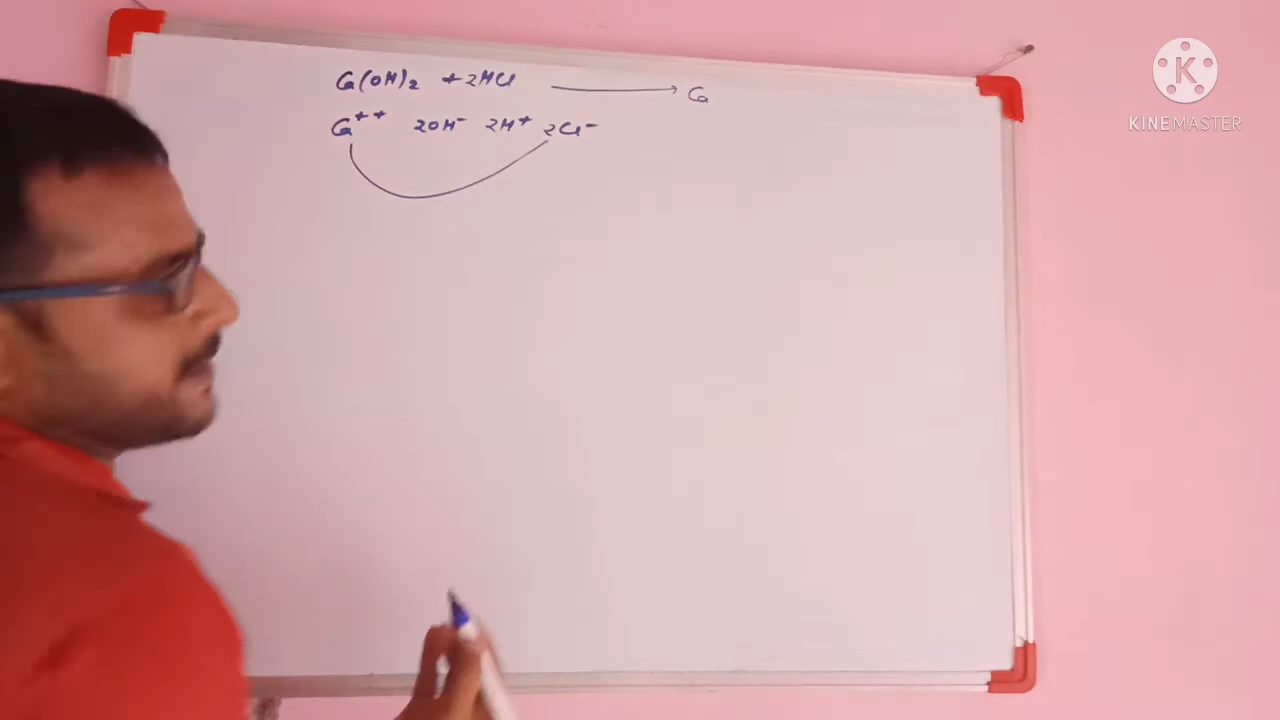 Ca(OH)2 + 2HCl ⟶ Ca
Ca++ 2OH- 2H+ 2Cl-
K
KINEMASTER